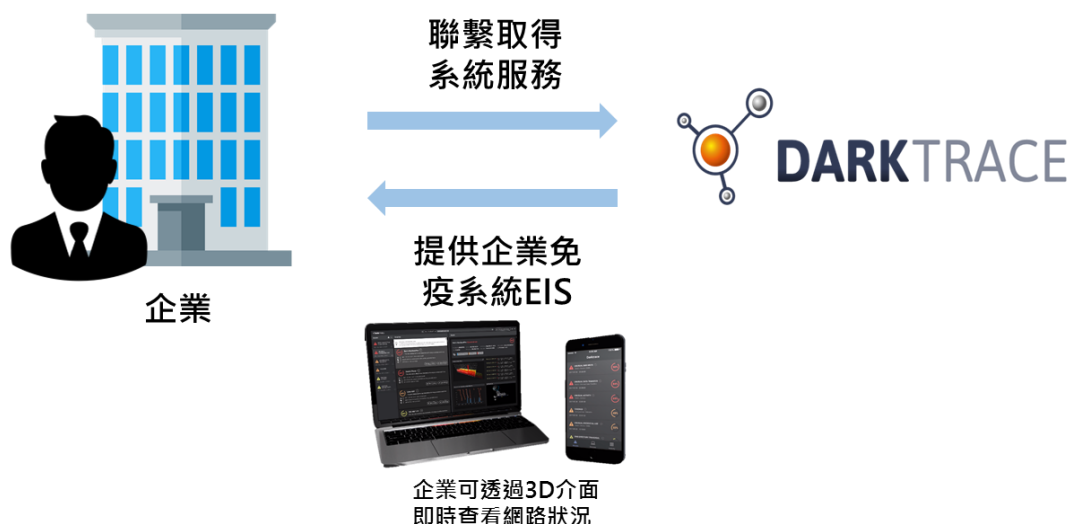 聯繫取得
系統服務
DARKTRACE
提供企業免
疫系統EIS
企業
企業可透過3D介面
即時查看網路狀況